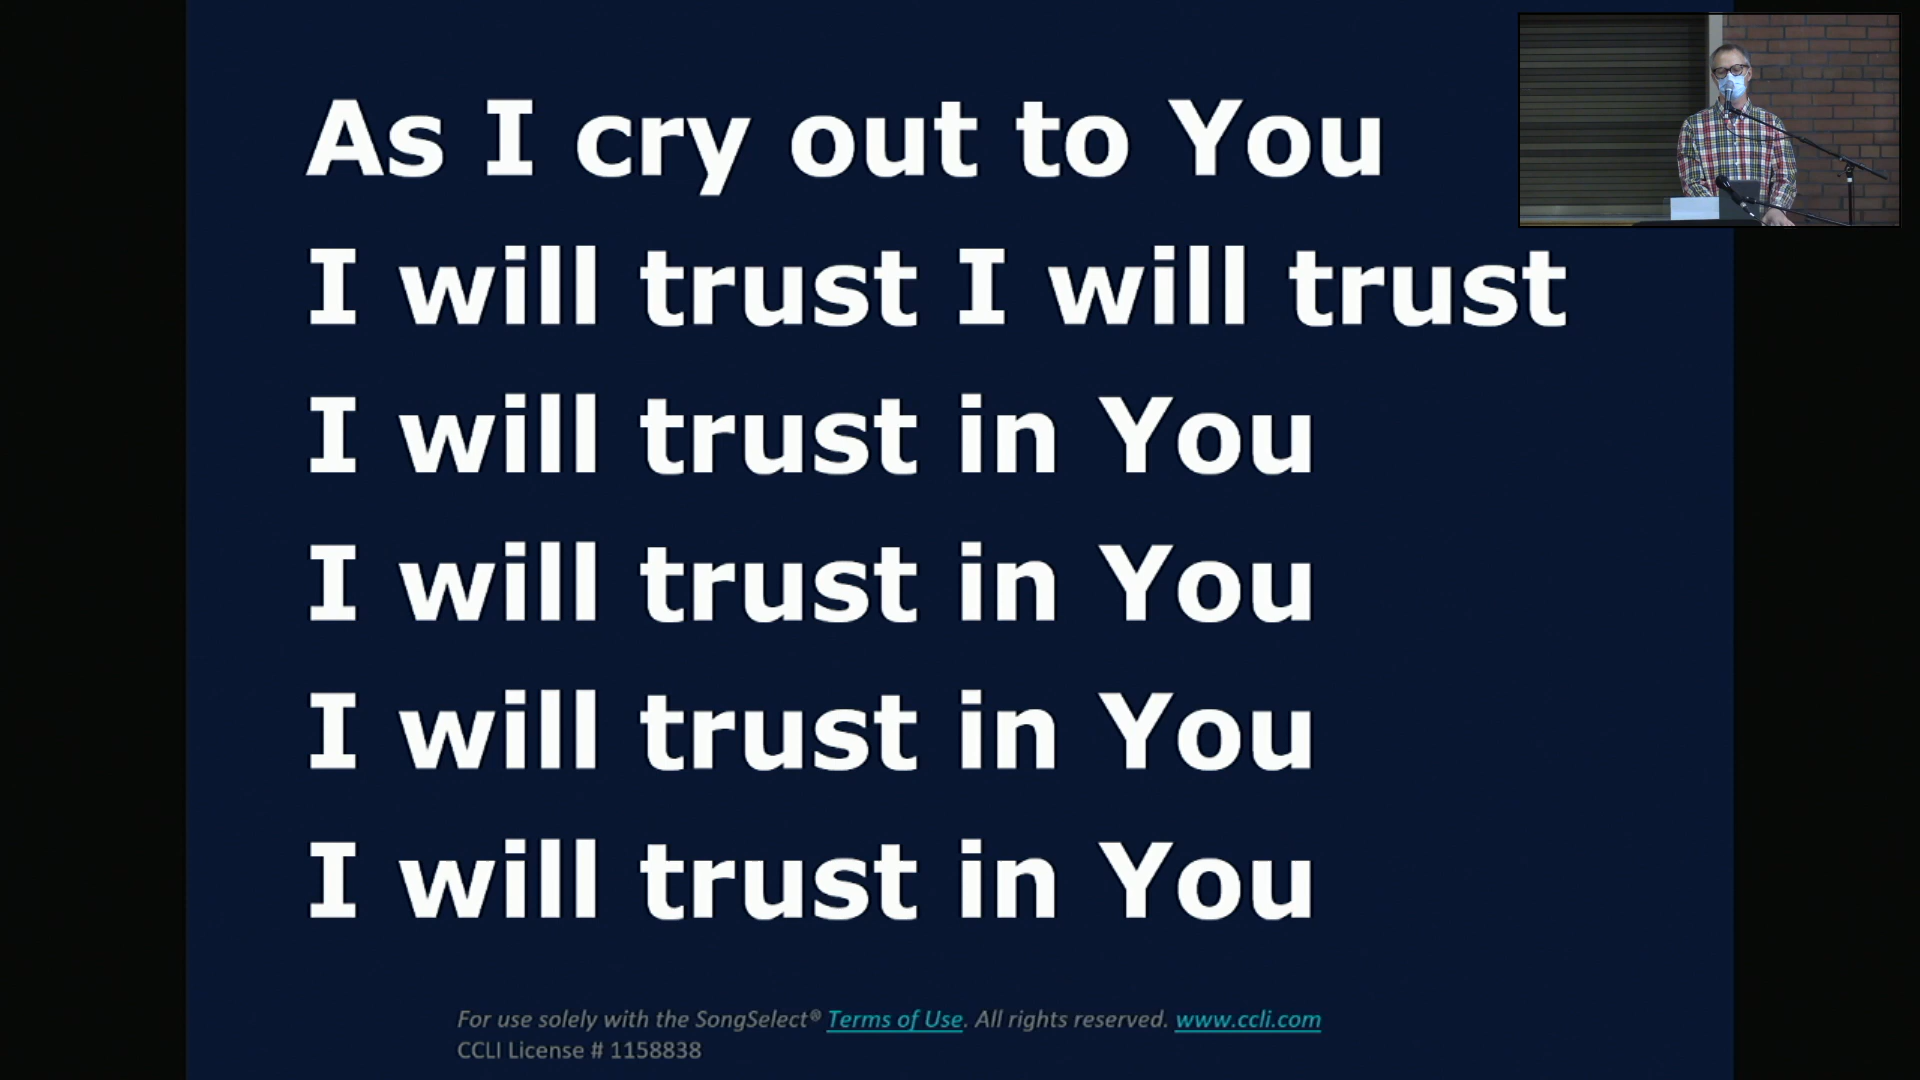 As I cry out to You
I will trust I will trust
I will trust in You
I will trust in You
I will trust in You
I will trust in You
For use solely with the SongSelect® Terms of Use. All rights reserved. www.ccli.com
CCLI License # 1158838